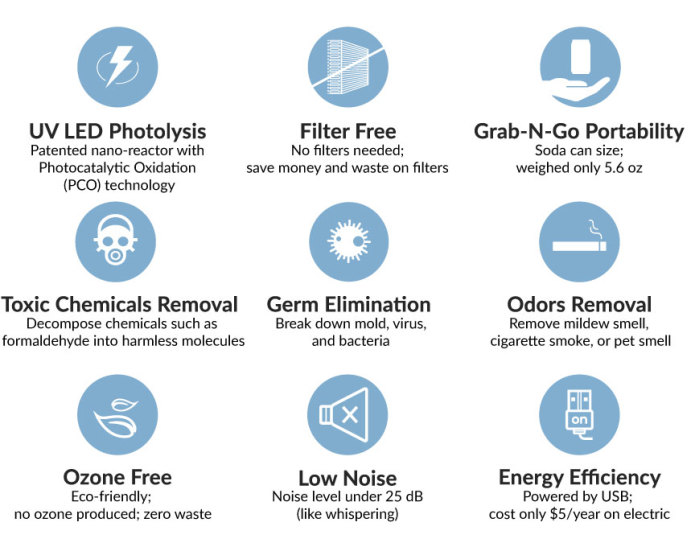 UV LED Photolysis
Patented nano-reactor with
Photocatalytic Oxidation
(PCO) technology
Filter Free
No filters needed;
save money and waste on filters
Grab-N-Go Portability
Soda can size;
weighed only 5.6 oz
Toxic Chemicals Removal
Decompose chemicals such as
formaldehyde into harmless molecules
Germ Elimination
Break down mold, virus,
and bacteria
Odors Removal
Remove mildew smell,
cigarette smoke, or pet smell
Ozone Free
Eco-friendly;
no ozone produced; zero waste
Low Noise
Noise level under 25 dB
(like whispering)
on
Energy Efficiency
Powered by USB;
cost only $5/year on electric